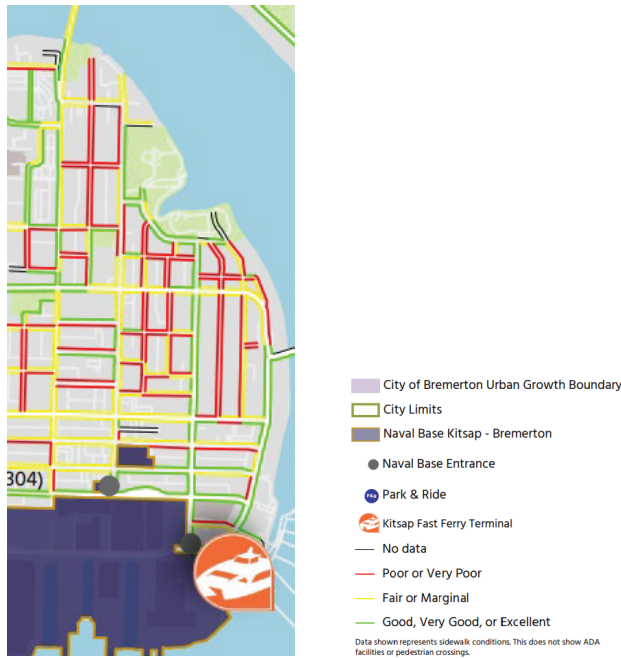 304)
City of Bremerton Urban Growth Boundary
City Limits
Naval Base Kitsap - Bremerton
Naval Base Entrance
P&R Park & Ride
Kitsap Fast Ferry Terminal
No data
Poor or Very Poor
Fair or Marginal
Good, Very Good, or Excellent
Data shown represents sidewalk conditions. This does not show ADA
facilities or pedestrian crossings.